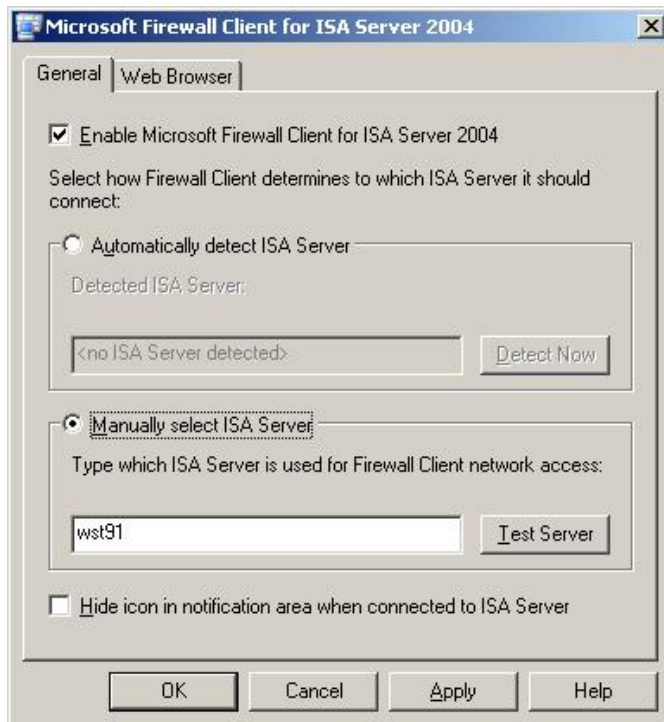 Microsoft Firewall Client for ISA Server 2004
General Web Browser
Enable Microsoft Firewall Client for ISA Server 2004
Select how Firewall Client determines to which ISA Server it should
connect:
Automatically detect ISA Server
Detected ISA Server:
<no ISA Server detected> Detect Now
Manually select ISA Server
Type which ISA Server is used for Firewall Client network access:
wst91 Test Server
Hide icon in notification area when connected to ISA Server
OK Cancel Apply Help